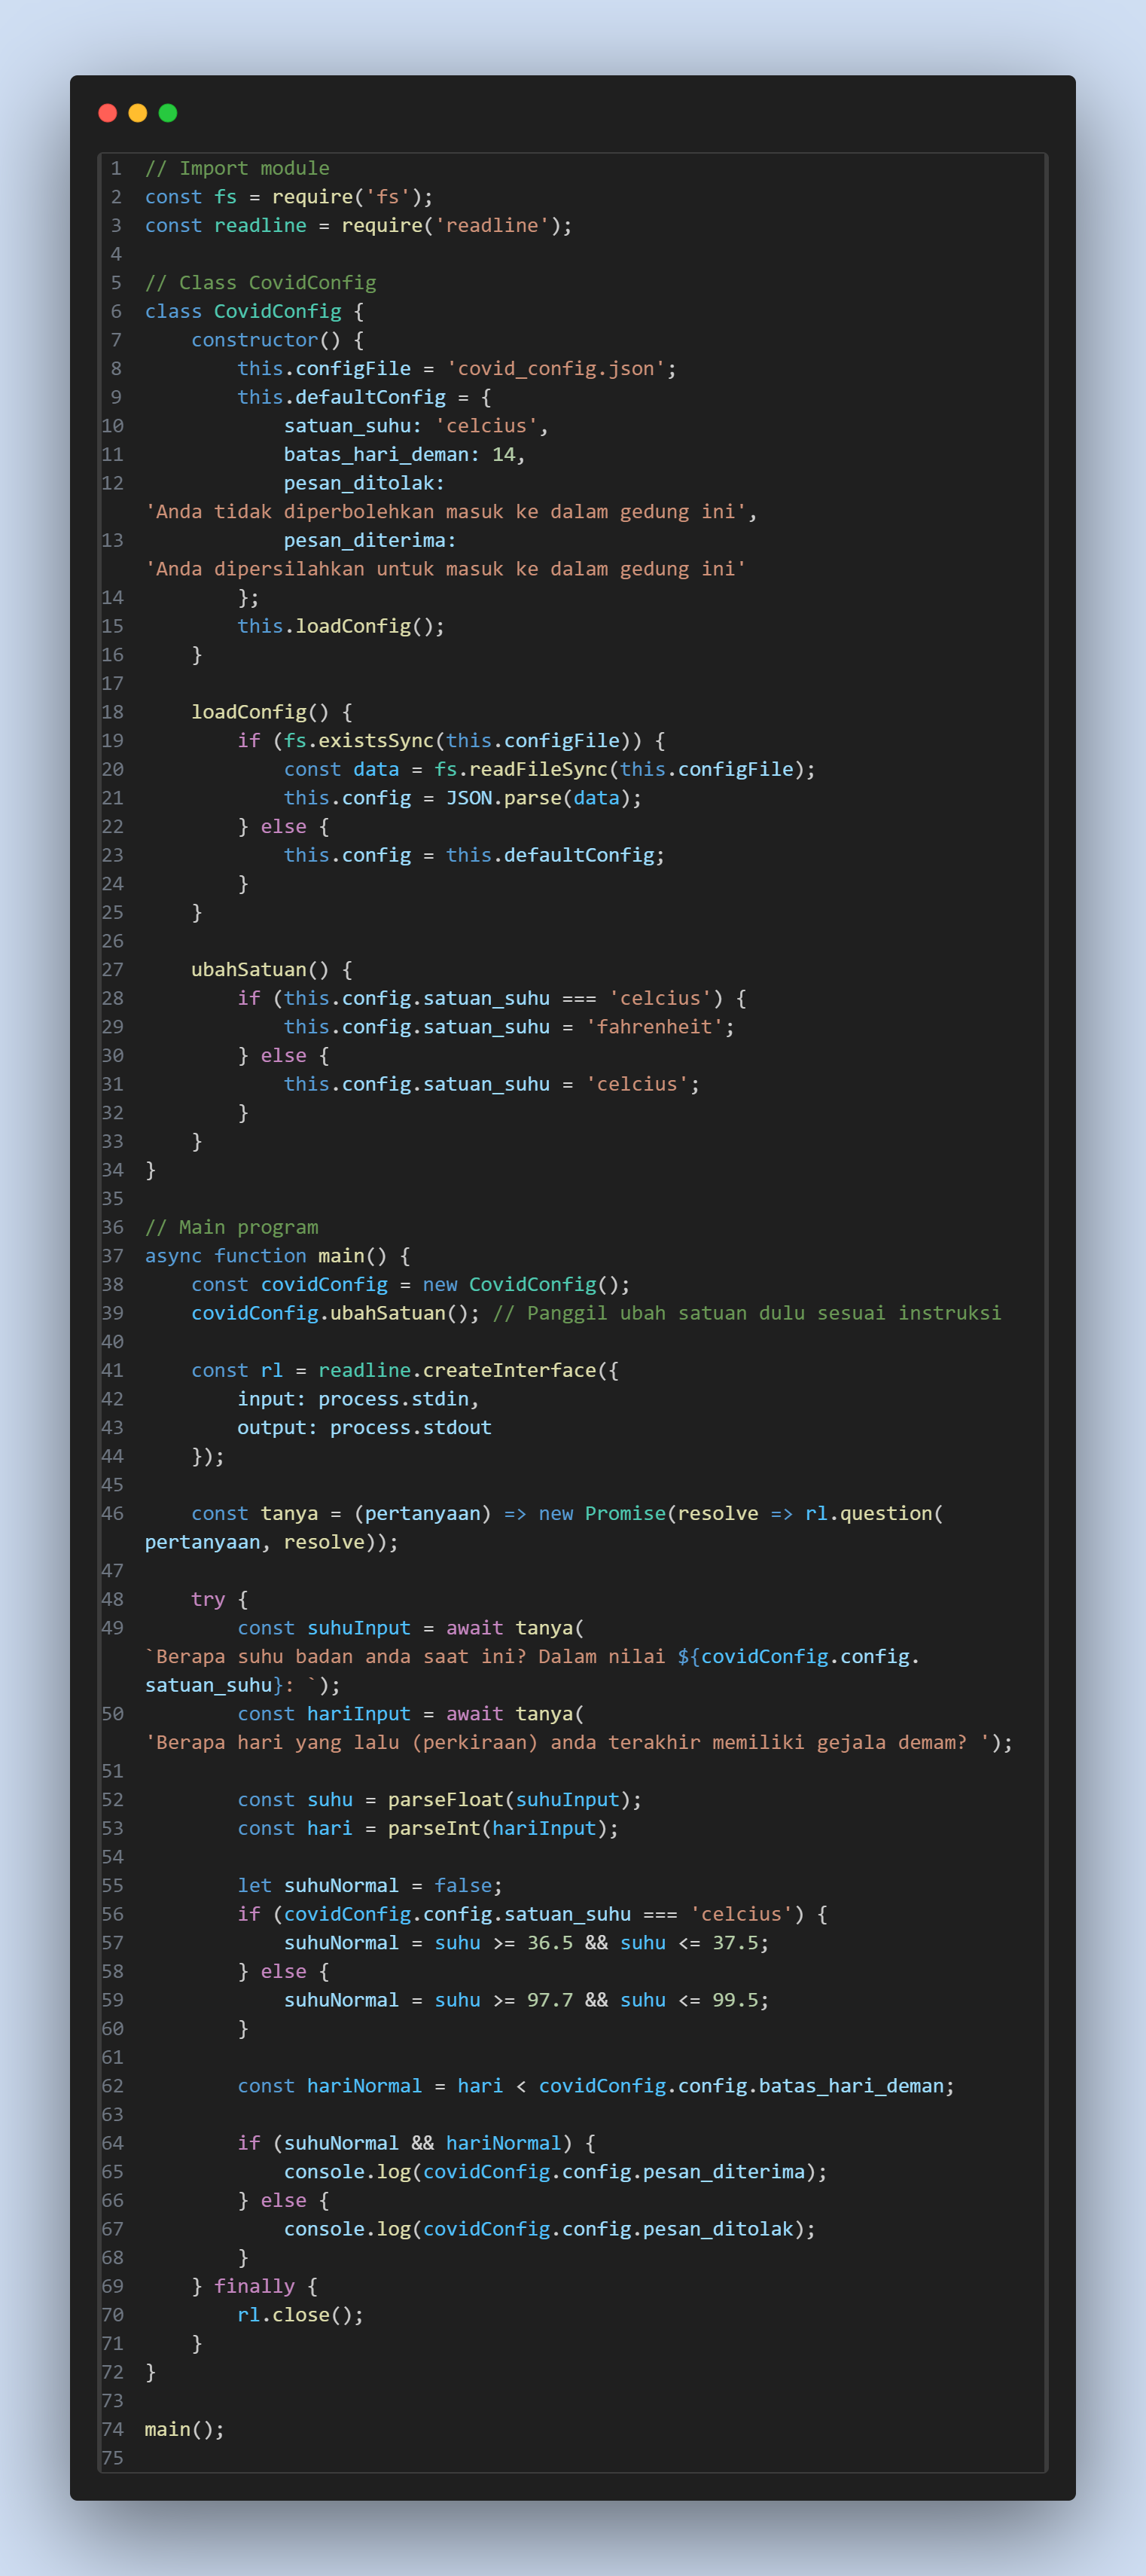 1 // Import module
2 const fs = require('fs');
3 const readline = require('readline');
4
5 // Class CovidConfig
6 class CovidConfig {
7     constructor() {
8         this.configFile = 'covid_config.json';
9         this.defaultConfig = {
10             satuan_suhu: 'celcius',
11             batas_hari_deman: 14,
12             pesan_ditolak:
'Anda tidak diperbolehkan masuk ke dalam gedung ini',
13             pesan_diterima:
'Anda dipersilahkan untuk masuk ke dalam gedung ini'
14         };
15         this.loadConfig();
16     }
17
18     loadConfig() {
19         if (fs.existsSync(this.configFile)) {
20             const data = fs.readFileSync(this.configFile);
21             this.config = JSON.parse(data);
22         } else {
23             this.config = this.defaultConfig;
24         }
25     }
26
27     ubahSatuan() {
28         if (this.config.satuan_suhu === 'celcius') {
29             this.config.satuan_suhu = 'fahrenheit';
30         } else {
31             this.config.satuan_suhu = 'celcius';
32         }
33     }
34 }
35
36 // Main program
37 async function main() {
38     const covidConfig = new CovidConfig();
39     covidConfig.ubahSatuan(); // Panggil ubah satuan dulu sesuai instruksi
40
41     const rl = readline.createInterface({
42         input: process.stdin,
43         output: process.stdout
44     });
45
46     const tanya = (pertanyaan) => new Promise(resolve => rl.question(
pertanyaan, resolve));
47
48     try {
49         const suhuInput = await tanya(
`Berapa suhu badan anda saat ini? Dalam nilai ${covidConfig.config.
satuan_suhu}: `);
50         const hariInput = await tanya(
'Berapa hari yang lalu (perkiraan) anda terakhir memiliki gejala demam? ');
51
52         const suhu = parseFloat(suhuInput);
53         const hari = parseInt(hariInput);
54
55         let suhuNormal = false;
56         if (covidConfig.config.satuan_suhu === 'celcius') {
57             suhuNormal = suhu >= 36.5 && suhu <= 37.5;
58         } else {
59             suhuNormal = suhu >= 97.7 && suhu <= 99.5;
60         }
61
62         const hariNormal = hari < covidConfig.config.batas_hari_deman;
63
64         if (suhuNormal && hariNormal) {
65             console.log(covidConfig.config.pesan_diterima);
66         } else {
67             console.log(covidConfig.config.pesan_ditolak);
68         }
69     } finally {
70         rl.close();
71     }
72 }
73
74 main();
75